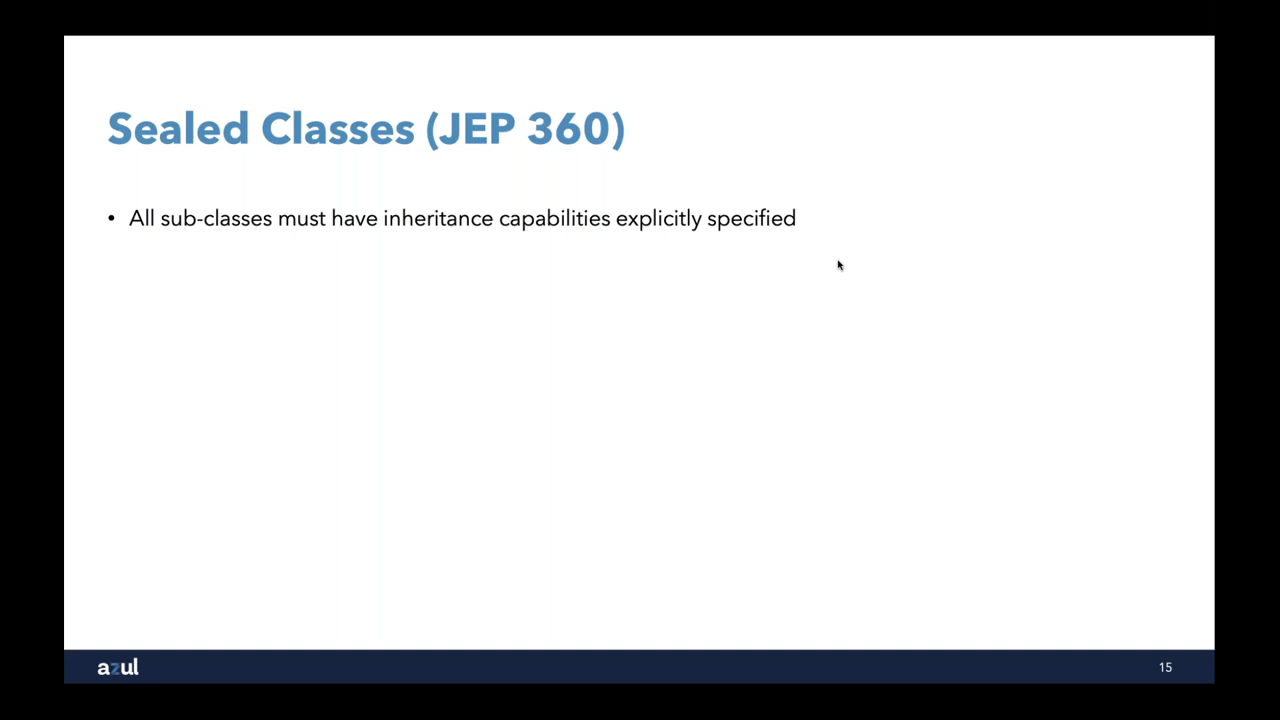 Sealed Classes (JEP 360)
• All sub-classes must have inheritance capabilities explicitly specified
azul
15